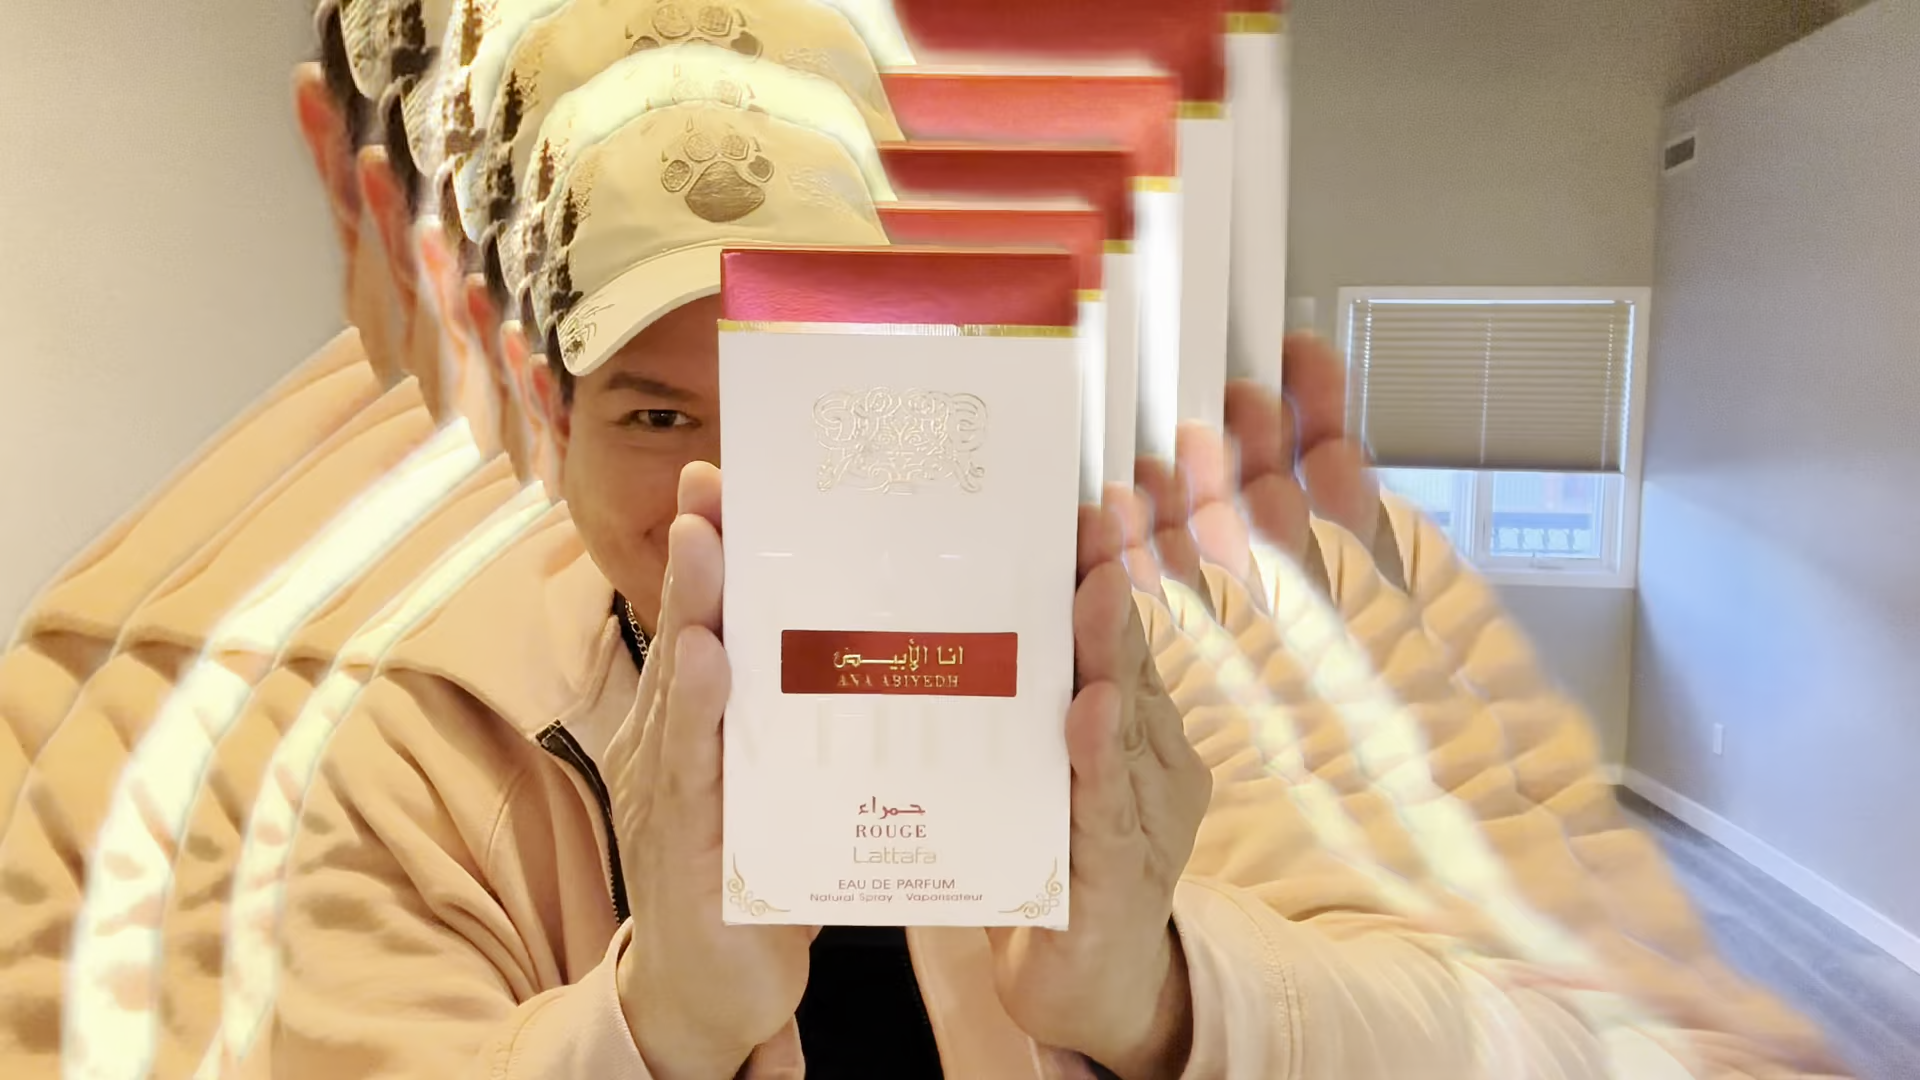 انا الأبيض
ANA ABIYEDH
حمراء
ROUGE
Lattafa
EAU DE PARFUM
Natural Spray - Vaporisateur